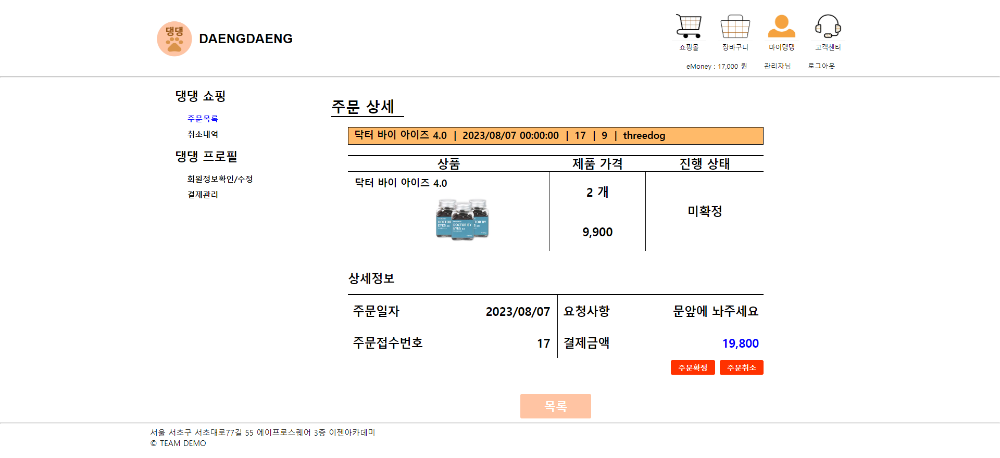 댕댕
DAENGDAENG
쇼핑몰 장바구니 마이댕댕 고객센터
eMoney : 17,000 원 관리자님 로그아웃
댕댕 쇼핑
주문목록
취소내역
댕댕 프로필
회원정보확인/수정
결제관리
주문 상세
닥터 바이 아이즈 4.0 | 2023/08/07 00:00:00 | 17 | 9 | threedog
상품 제품 가격 진행 상태
닥터 바이 아이즈 4.0
DOCTOR BY
EYES 4.0
2 개
9,900
미확정
상세정보
주문일자 2023/08/07 요청사항 문앞에 놔주세요
주문접수번호 17 결제금액 19,800
주문확정 주문취소
목록
서울 서초구 서초대로77길 55 에이프로스퀘어 3층 이젠아카데미
© TEAM DEMO